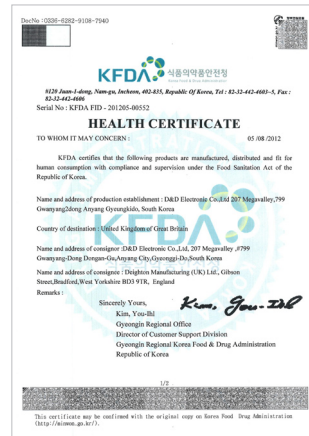 DocNo :0336-6282-9108-7940
KFDA 식품의약품안전청
Korea Food & Drug Administration
#120 Juan-1-dong, Nam-gu, Incheon, 402-835, Republic Of Korea, Tel : 82-32-442-4603~5, Fax :
82-32-442-4606
Serial No : KFDA FID - 201205-00552
HEALTH CERTIFICATE
TO WHOM IT MAY CONCERN : 05 /08 /2012
KFDA certifies that the following products are manufactured, distributed and fit for
human consumption with compliance and supervision under the Food Sanitation Act of the
Republic of Korea.
Name and address of production establishment : D&D Electronic Co.,Ltd 207 Megavalley,799
Gwanyang2dong Anyang Gyeungkido, South Korea
Country of destination : United Kingdom of Great Britain
Name and address of consignor :D&D Electronic Co.,Ltd, 207 Megavalley ,#799
Gwanyang-Dong Dongan-Gu,Anyang City,Gyeonggi-Do,South Korea
Name and address of consignee : Deighton Manufacturing (UK) Ltd., Gibson
Street,Bradford,West Yorkshire BD3 9TR, England
Remarks :
Sincerely Yours,
Kim, You-Ihl
Kim, You-Ihl
Gyeongin Regional Office
Director of Customer Support Division
Gyeongin Regional Korea Food & Drug Administration
Republic of Korea
1/2
This certificate may be confirmed with the original copy on Korea Food Drug Administration
(http://minwon.go.kr/).